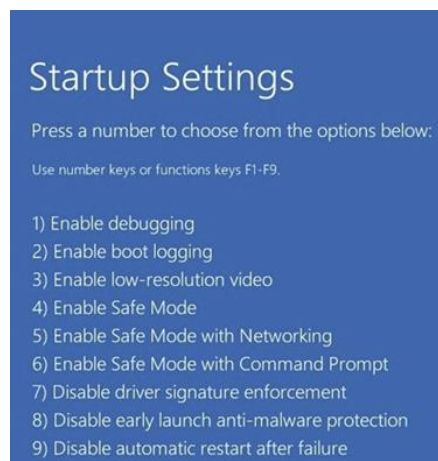 Startup Settings
Press a number to choose from the options below:
Use number keys or functions keys F1-F9.
1) Enable debugging
2) Enable boot logging
3) Enable low-resolution video
4) Enable Safe Mode
5) Enable Safe Mode with Networking
6) Enable Safe Mode with Command Prompt
7) Disable driver signature enforcement
8) Disable early launch anti-malware protection
9) Disable automatic restart after failure